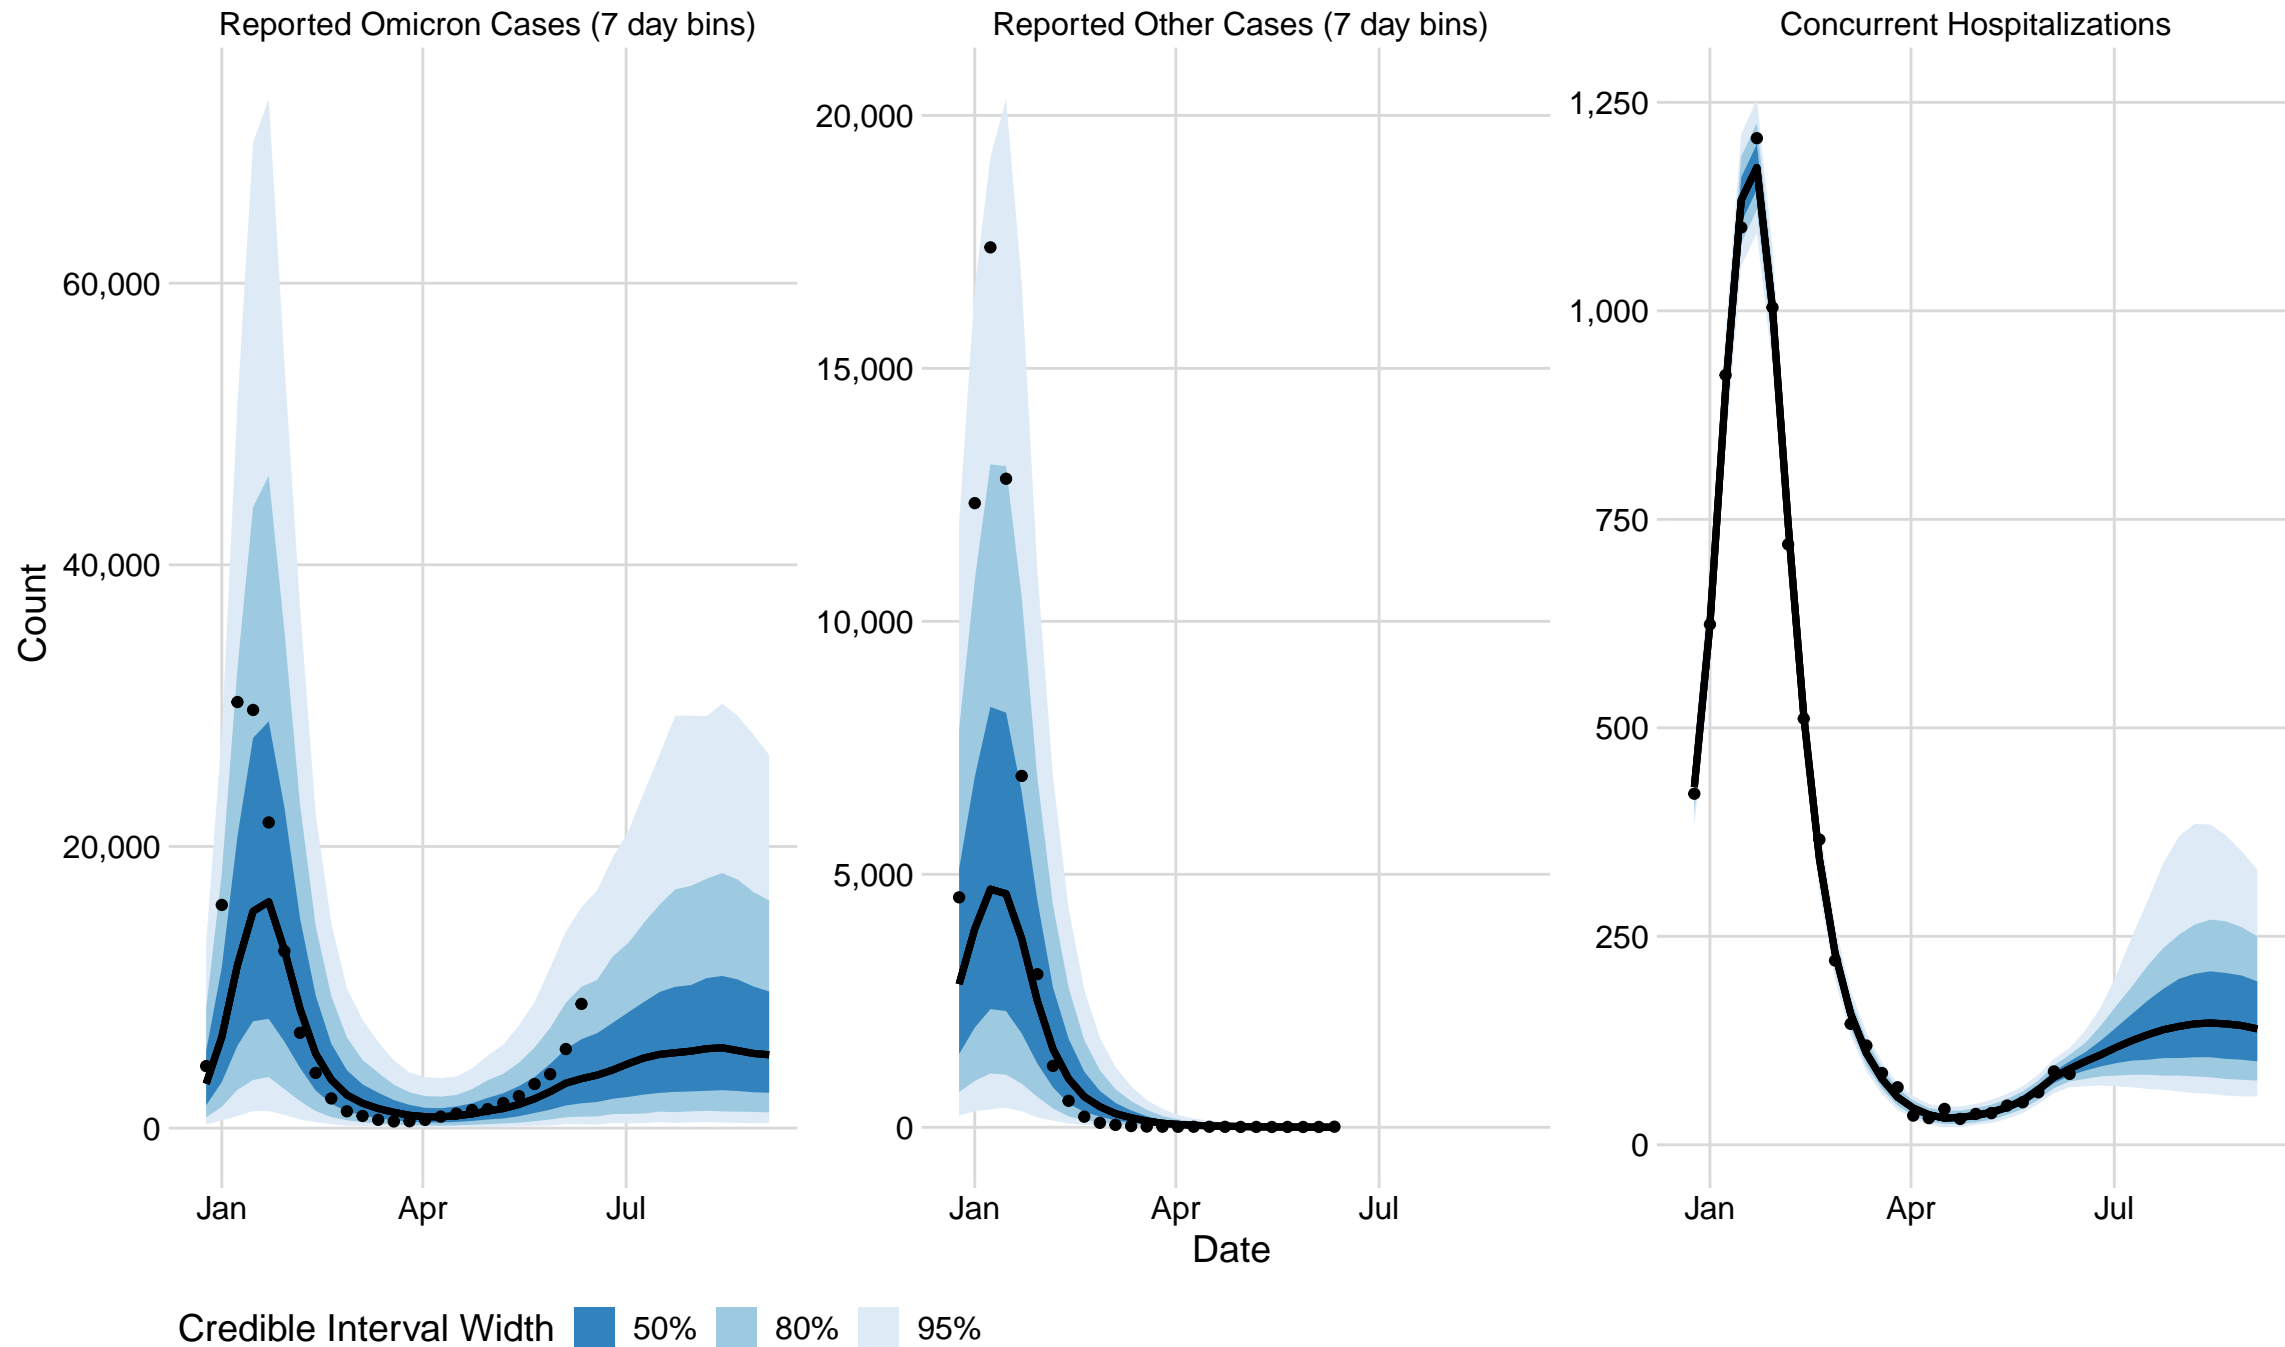 Reported Omicron Cases (7 day bins)
Reported Other Cases (7 day bins)
Concurrent Hospitalizations
Count
60,000
40,000
20,000
0
20,000
15,000
10,000
5,000
0
1,250
1,000
750
500
250
0
Jan Apr Jul
Jan Apr Jul
Jan Apr Jul
Date
Credible Interval Width 50% 80% 95%